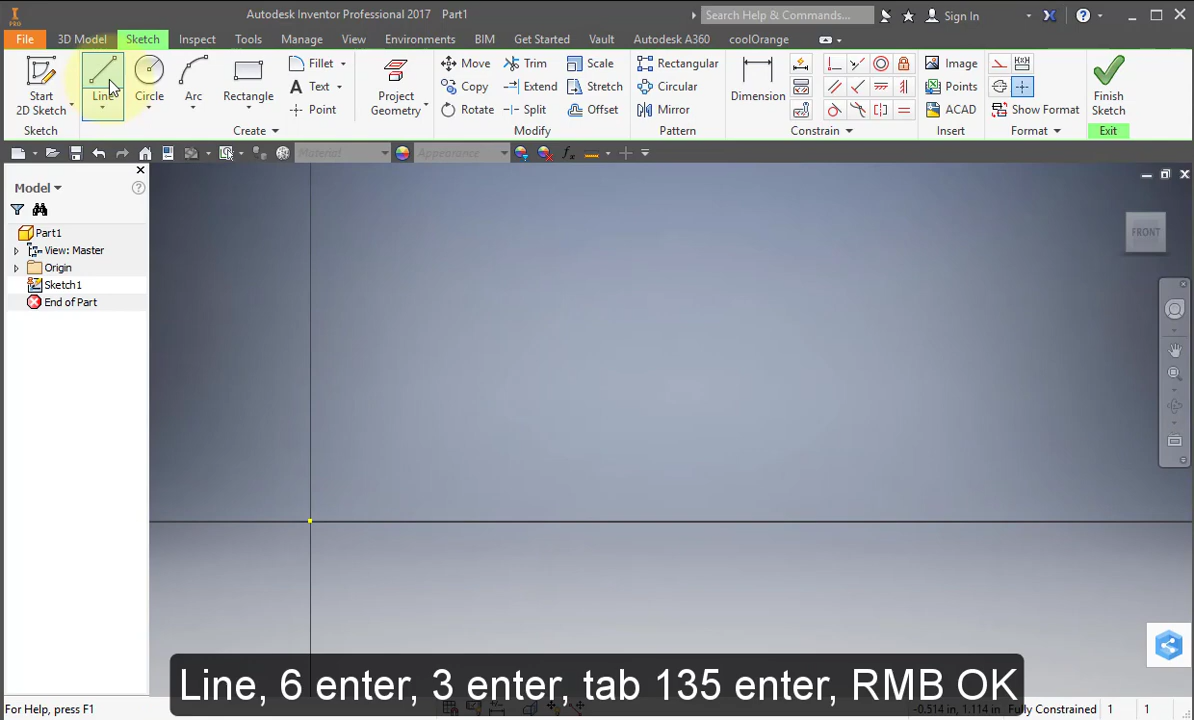 Autodesk Inventor Professional 2017 Part1
Search Help & Commands...
Sign In
PRO
File 3D Model Sketch Inspect Tools Manage View Environments BIM Get Started Vault Autodesk A360 coolOrange
Start
2D Sketch
Line
Circle
Arc
Rectangle
Fillet
Text
Point
Project
Geometry
Move
Copy
Rotate
Trim
Extend
Split
Scale
Stretch
Offset
Rectangular
Circular
Mirror
Dimension
Image
Points
ACAD
Show Format
Finish
Sketch
Sketch Create Modify Pattern Constrain Insert Format Exit
Material Appearance
Model
Part1
View: Master
Origin
Sketch1
End of Part
FRONT
Line, 6 enter, 3 enter, tab 135 enter, RMB OK
For Help, press F1
-0.514 in, 1.114 in Fully Constrained 1 1